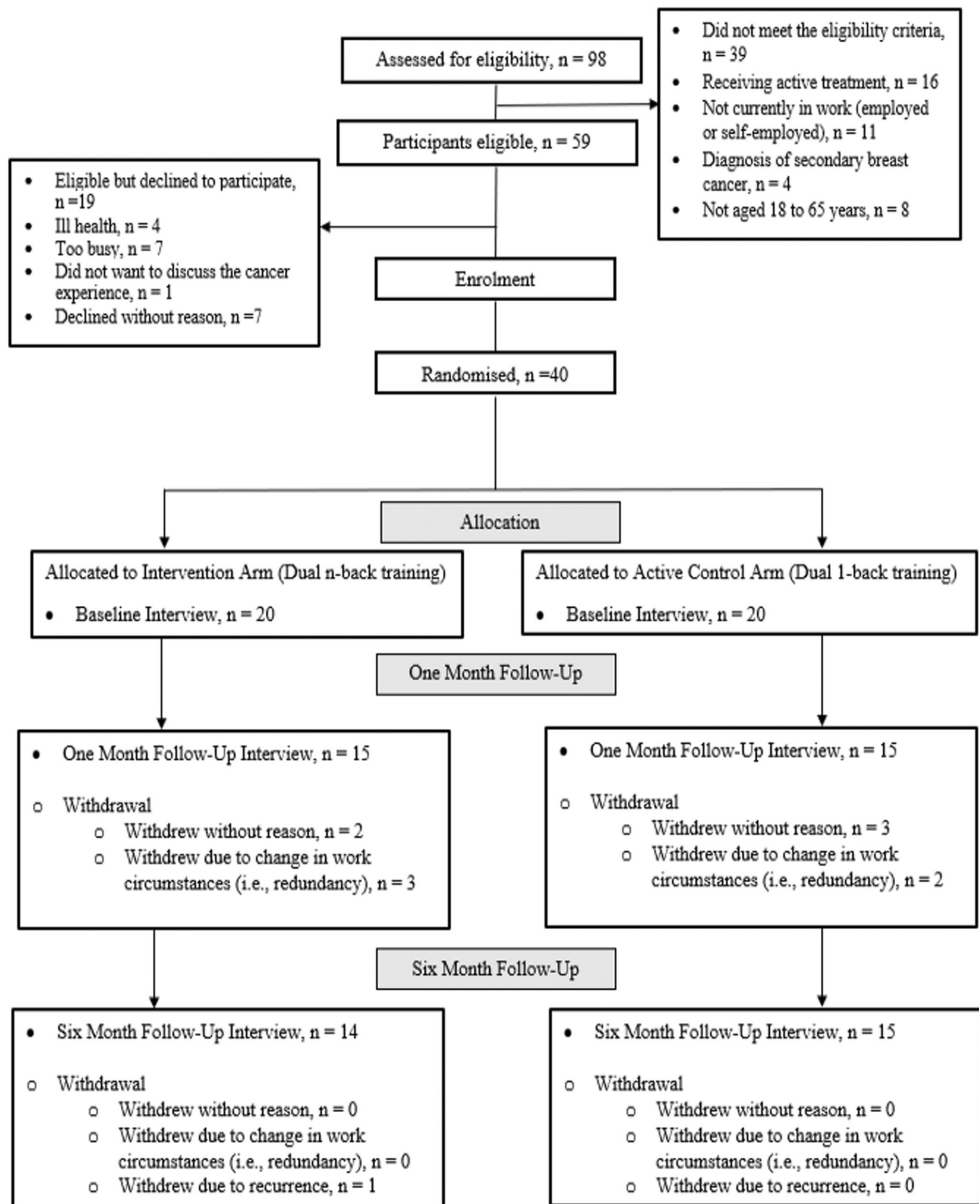 Assessed for eligibility, n = 98
• Did not meet the eligibility criteria,
n = 39
• Receiving active treatment, n = 16
• Not currently in work (employed
or self-employed), n = 11
• Diagnosis of secondary breast
cancer, n = 4
• Not aged 18 to 65 years, n = 8
Participants eligible, n = 59
• Eligible but declined to participate,
n =19
• Ill health, n = 4
• Too busy, n = 7
• Did not want to discuss the cancer
experience, n = 1
• Declined without reason, n =7
Enrolment
Randomised, n =40
Allocation
Allocated to Intervention Arm (Dual n-back training)
• Baseline Interview, n = 20
Allocated to Active Control Arm (Dual 1-back training)
• Baseline Interview, n = 20
One Month Follow-Up
• One Month Follow-Up Interview, n = 15
o Withdrawal
o Withdrew without reason, n = 2
o Withdrew due to change in work
circumstances (i.e., redundancy), n = 3
• One Month Follow-Up Interview, n = 15
o Withdrawal
o Withdrew without reason, n = 3
o Withdrew due to change in work
circumstances (i.e., redundancy), n = 2
Six Month Follow-Up
• Six Month Follow-Up Interview, n = 14
o Withdrawal
o Withdrew without reason, n = 0
o Withdrew due to change in work
circumstances (i.e., redundancy), n = 0
o Withdrew due to recurrence, n = 1
• Six Month Follow-Up Interview, n = 15
o Withdrawal
o Withdrew without reason, n = 0
o Withdrew due to change in work
circumstances (i.e., redundancy), n = 0
o Withdrew due to recurrence, n = 0